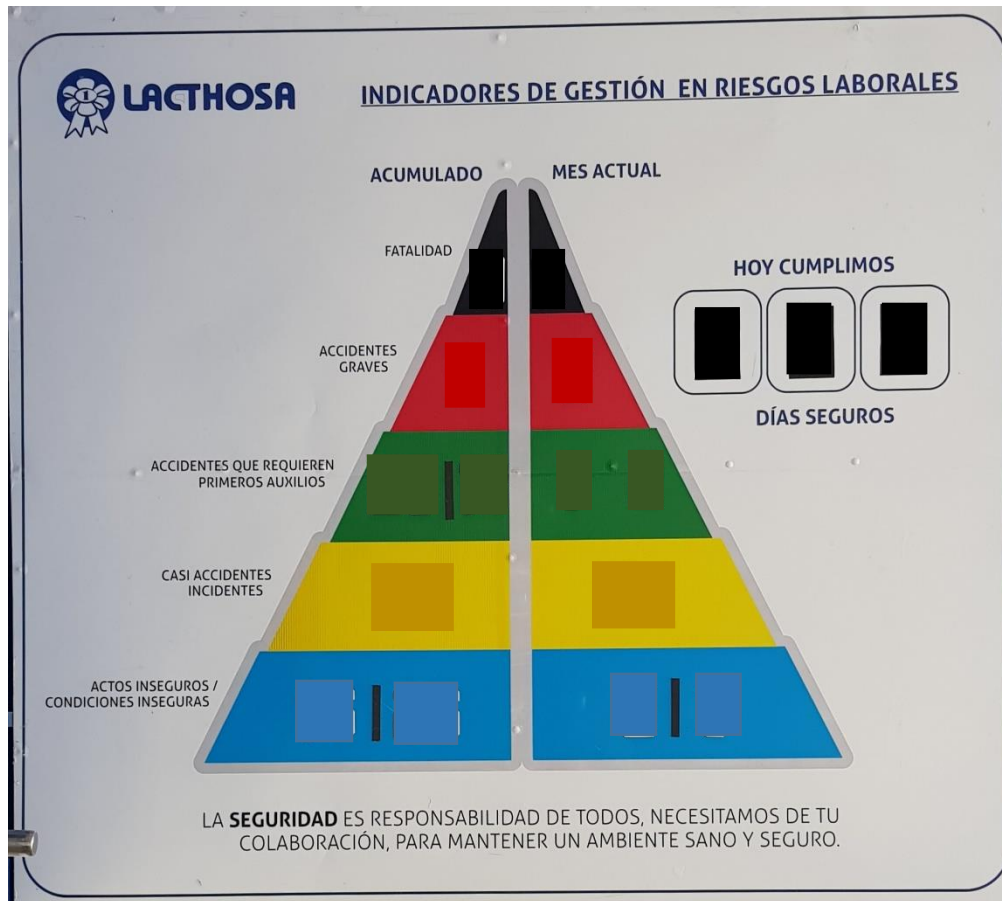 LACTHOSA
INDICADORES DE GESTIÓN EN RIESGOS LABORALES
ACUMULADO
MES ACTUAL
FATALIDAD
HOY CUMPLIMOS
ACCIDENTES
GRAVES
DÍAS SEGUROS
ACCIDENTES QUE REQUIEREN
PRIMEROS AUXILIOS
CASI ACCIDENTES
INCIDENTES
ACTOS INSEGUROS /
CONDICIONES INSEGURAS
LA SEGURIDAD ES RESPONSABILIDAD DE TODOS, NECESITAMOS DE TU
COLABORACIÓN, PARA MANTENER UN AMBIENTE SANO Y SEGURO.